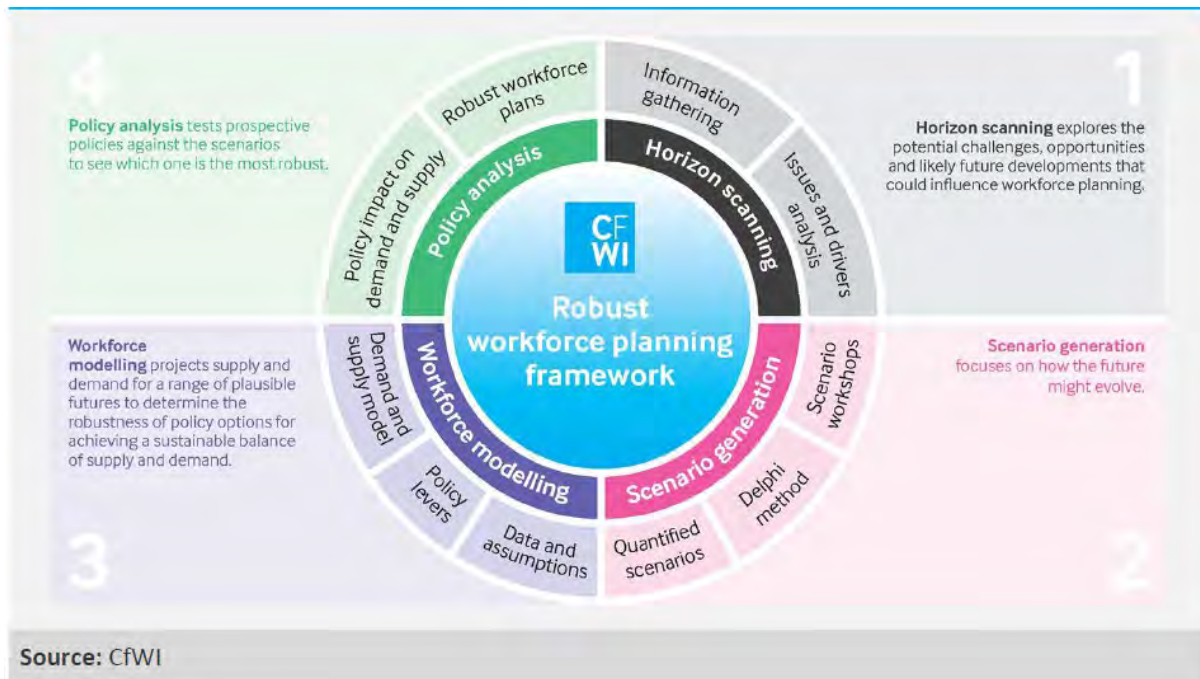 4
Policy analysis tests prospective
policies against the scenarios
to see which one is the most robust.
1
Horizon scanning explores the
potential challenges, opportunities
and likely future developments that
could influence workforce planning.
Robust workforce
plans
Information
gathering
Policy impact on
demand and supply
Issues and drivers
analysis
Policy analysis
Horizon scanning
CF
WI
Robust
workforce planning
framework
Workforce
modelling projects supply and
demand for a range of plausible
futures to determine the
robustness of policy options for
achieving a sustainable balance
of supply and demand.
3
Scenario generation
focuses on how the future
might evolve.
2
Demand and
supply model
Scenario
workshops
Workforce modelling
Scenario generation
Policy
levers
Delphi
method
Data and
assumptions
Quantified
scenarios
Source: CfWI